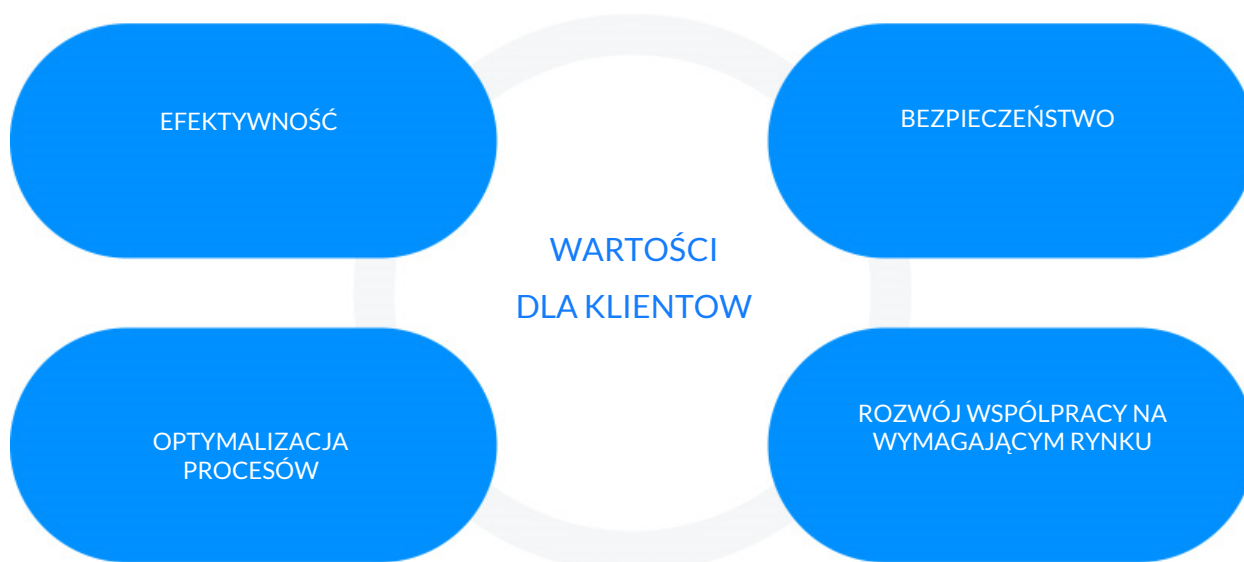 EFEKTYWNOŚĆ
BEZPIECZEŃSTWO
WARTOŚCI
DLA KLIENTOW
OPTYMALIZACJA
PROCESÓW
ROZWÓJ WSPÓLPRACY NA
WYMAGAJĄCYM RYNKU